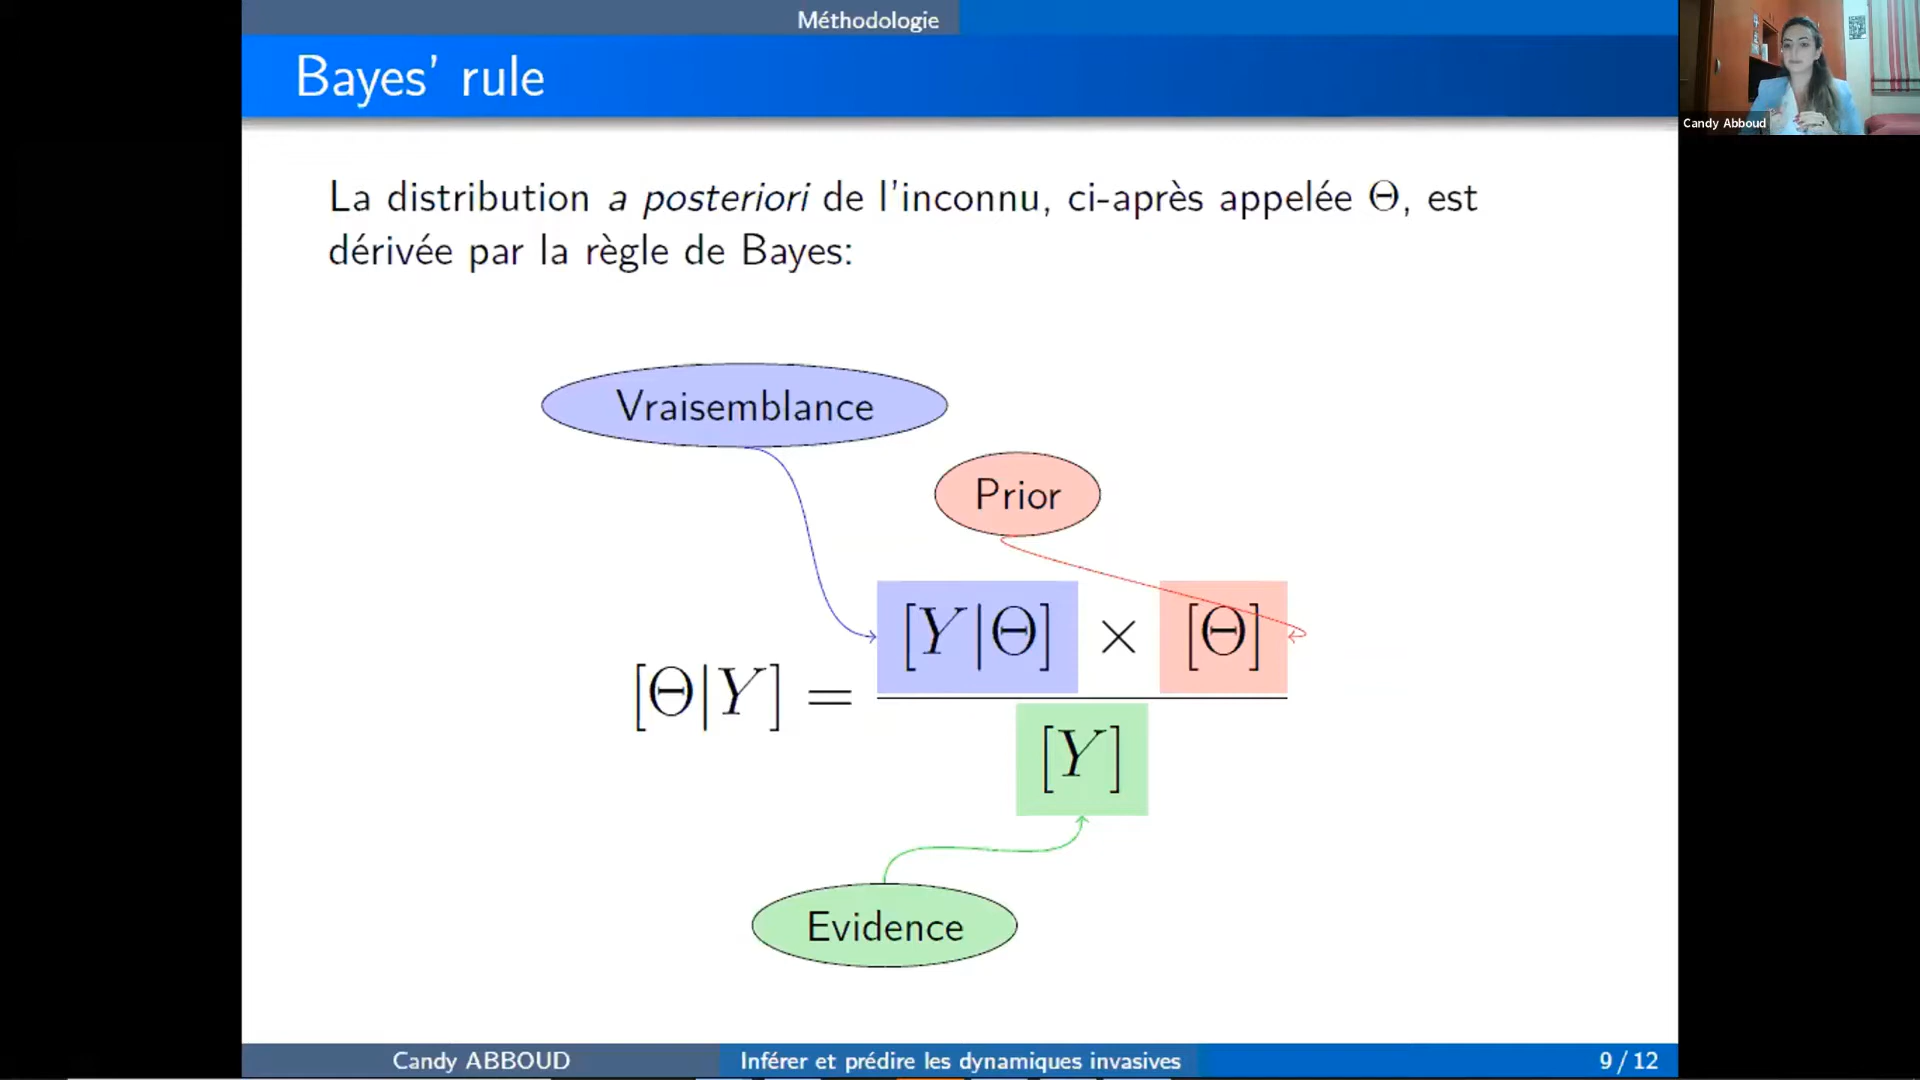 Méthodologie
Bayes' rule
Candy Abboud
La distribution a posteriori de l'inconnu, ci-après appelée Θ, est
dérivée par la règle de Bayes:
Vraisemblance
Prior
[Y|Θ] × [Θ]
[Θ|Y] =
[Y]
Evidence
Candy ABBOUD
Inférer et prédire les dynamiques invasives
9 / 12